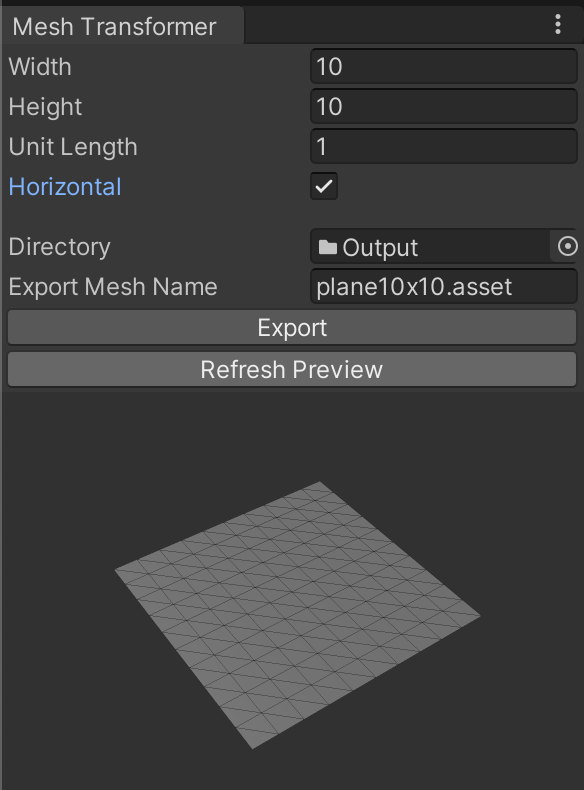 Mesh Transformer
Width 10
Height 10
Unit Length 1
Horizontal
Directory Output
Export Mesh Name plane10x10.asset
Export
Refresh Preview